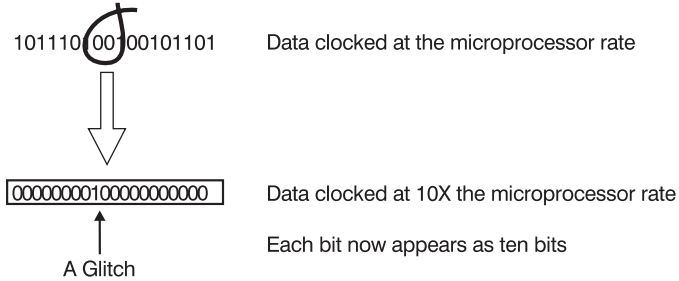 101110100100101101 Data clocked at the microprocessor rate
00000000100000000000 Data clocked at 10X the microprocessor rate
Each bit now appears as ten bits
A Glitch